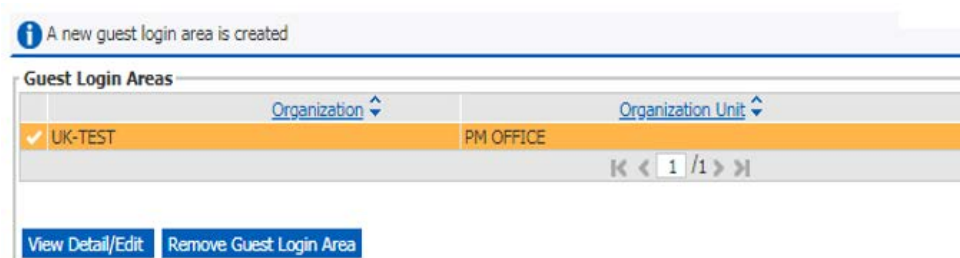 A new guest login area is created
Guest Login Areas
Organization Organization Unit
UK-TEST PM OFFICE
1 /1
View Detail/Edit Remove Guest Login Area